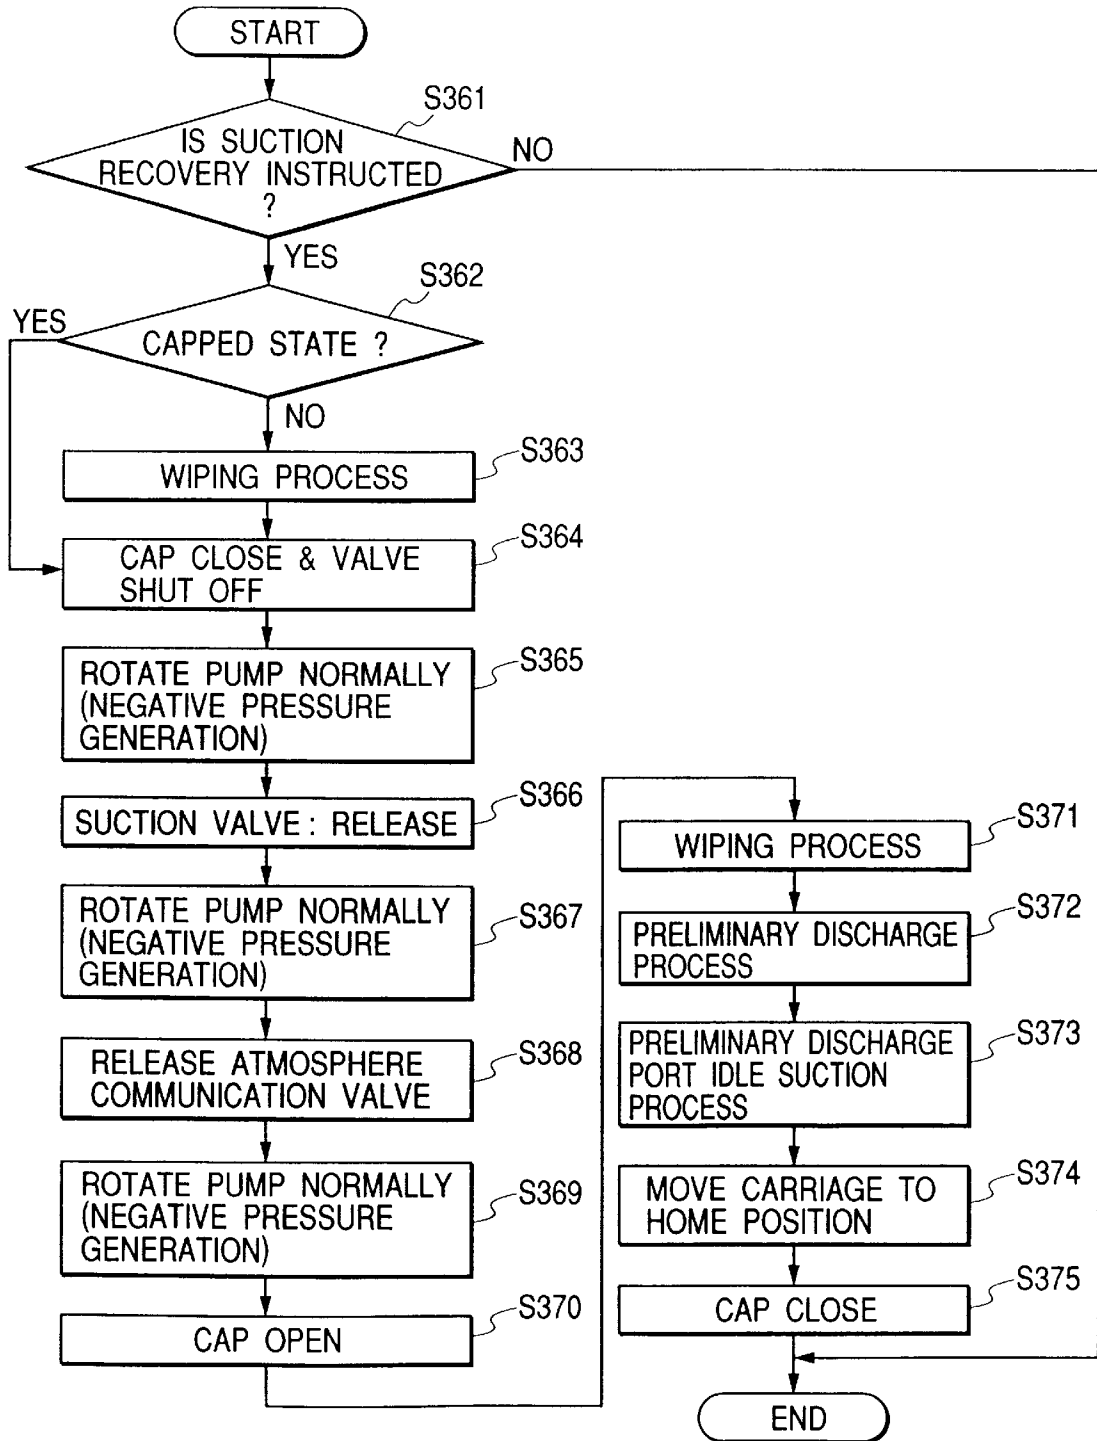 START
S361
IS SUCTION
RECOVERY INSTRUCTED
?
NO
YES
S362
YES
CAPPED STATE ?
NO
S363
WIPING PROCESS
S364
CAP CLOSE & VALVE
SHUT OFF
S365
ROTATE PUMP NORMALLY
(NEGATIVE PRESSURE
GENERATION)
S366
SUCTION VALVE : RELEASE
S367
ROTATE PUMP NORMALLY
(NEGATIVE PRESSURE
GENERATION)
S368
RELEASE ATMOSPHERE
COMMUNICATION VALVE
S369
ROTATE PUMP NORMALLY
(NEGATIVE PRESSURE
GENERATION)
S370
CAP OPEN
S371
WIPING PROCESS
S372
PRELIMINARY DISCHARGE
PROCESS
S373
PRELIMINARY DISCHARGE
PORT IDLE SUCTION
PROCESS
S374
MOVE CARRIAGE TO
HOME POSITION
S375
CAP CLOSE
END